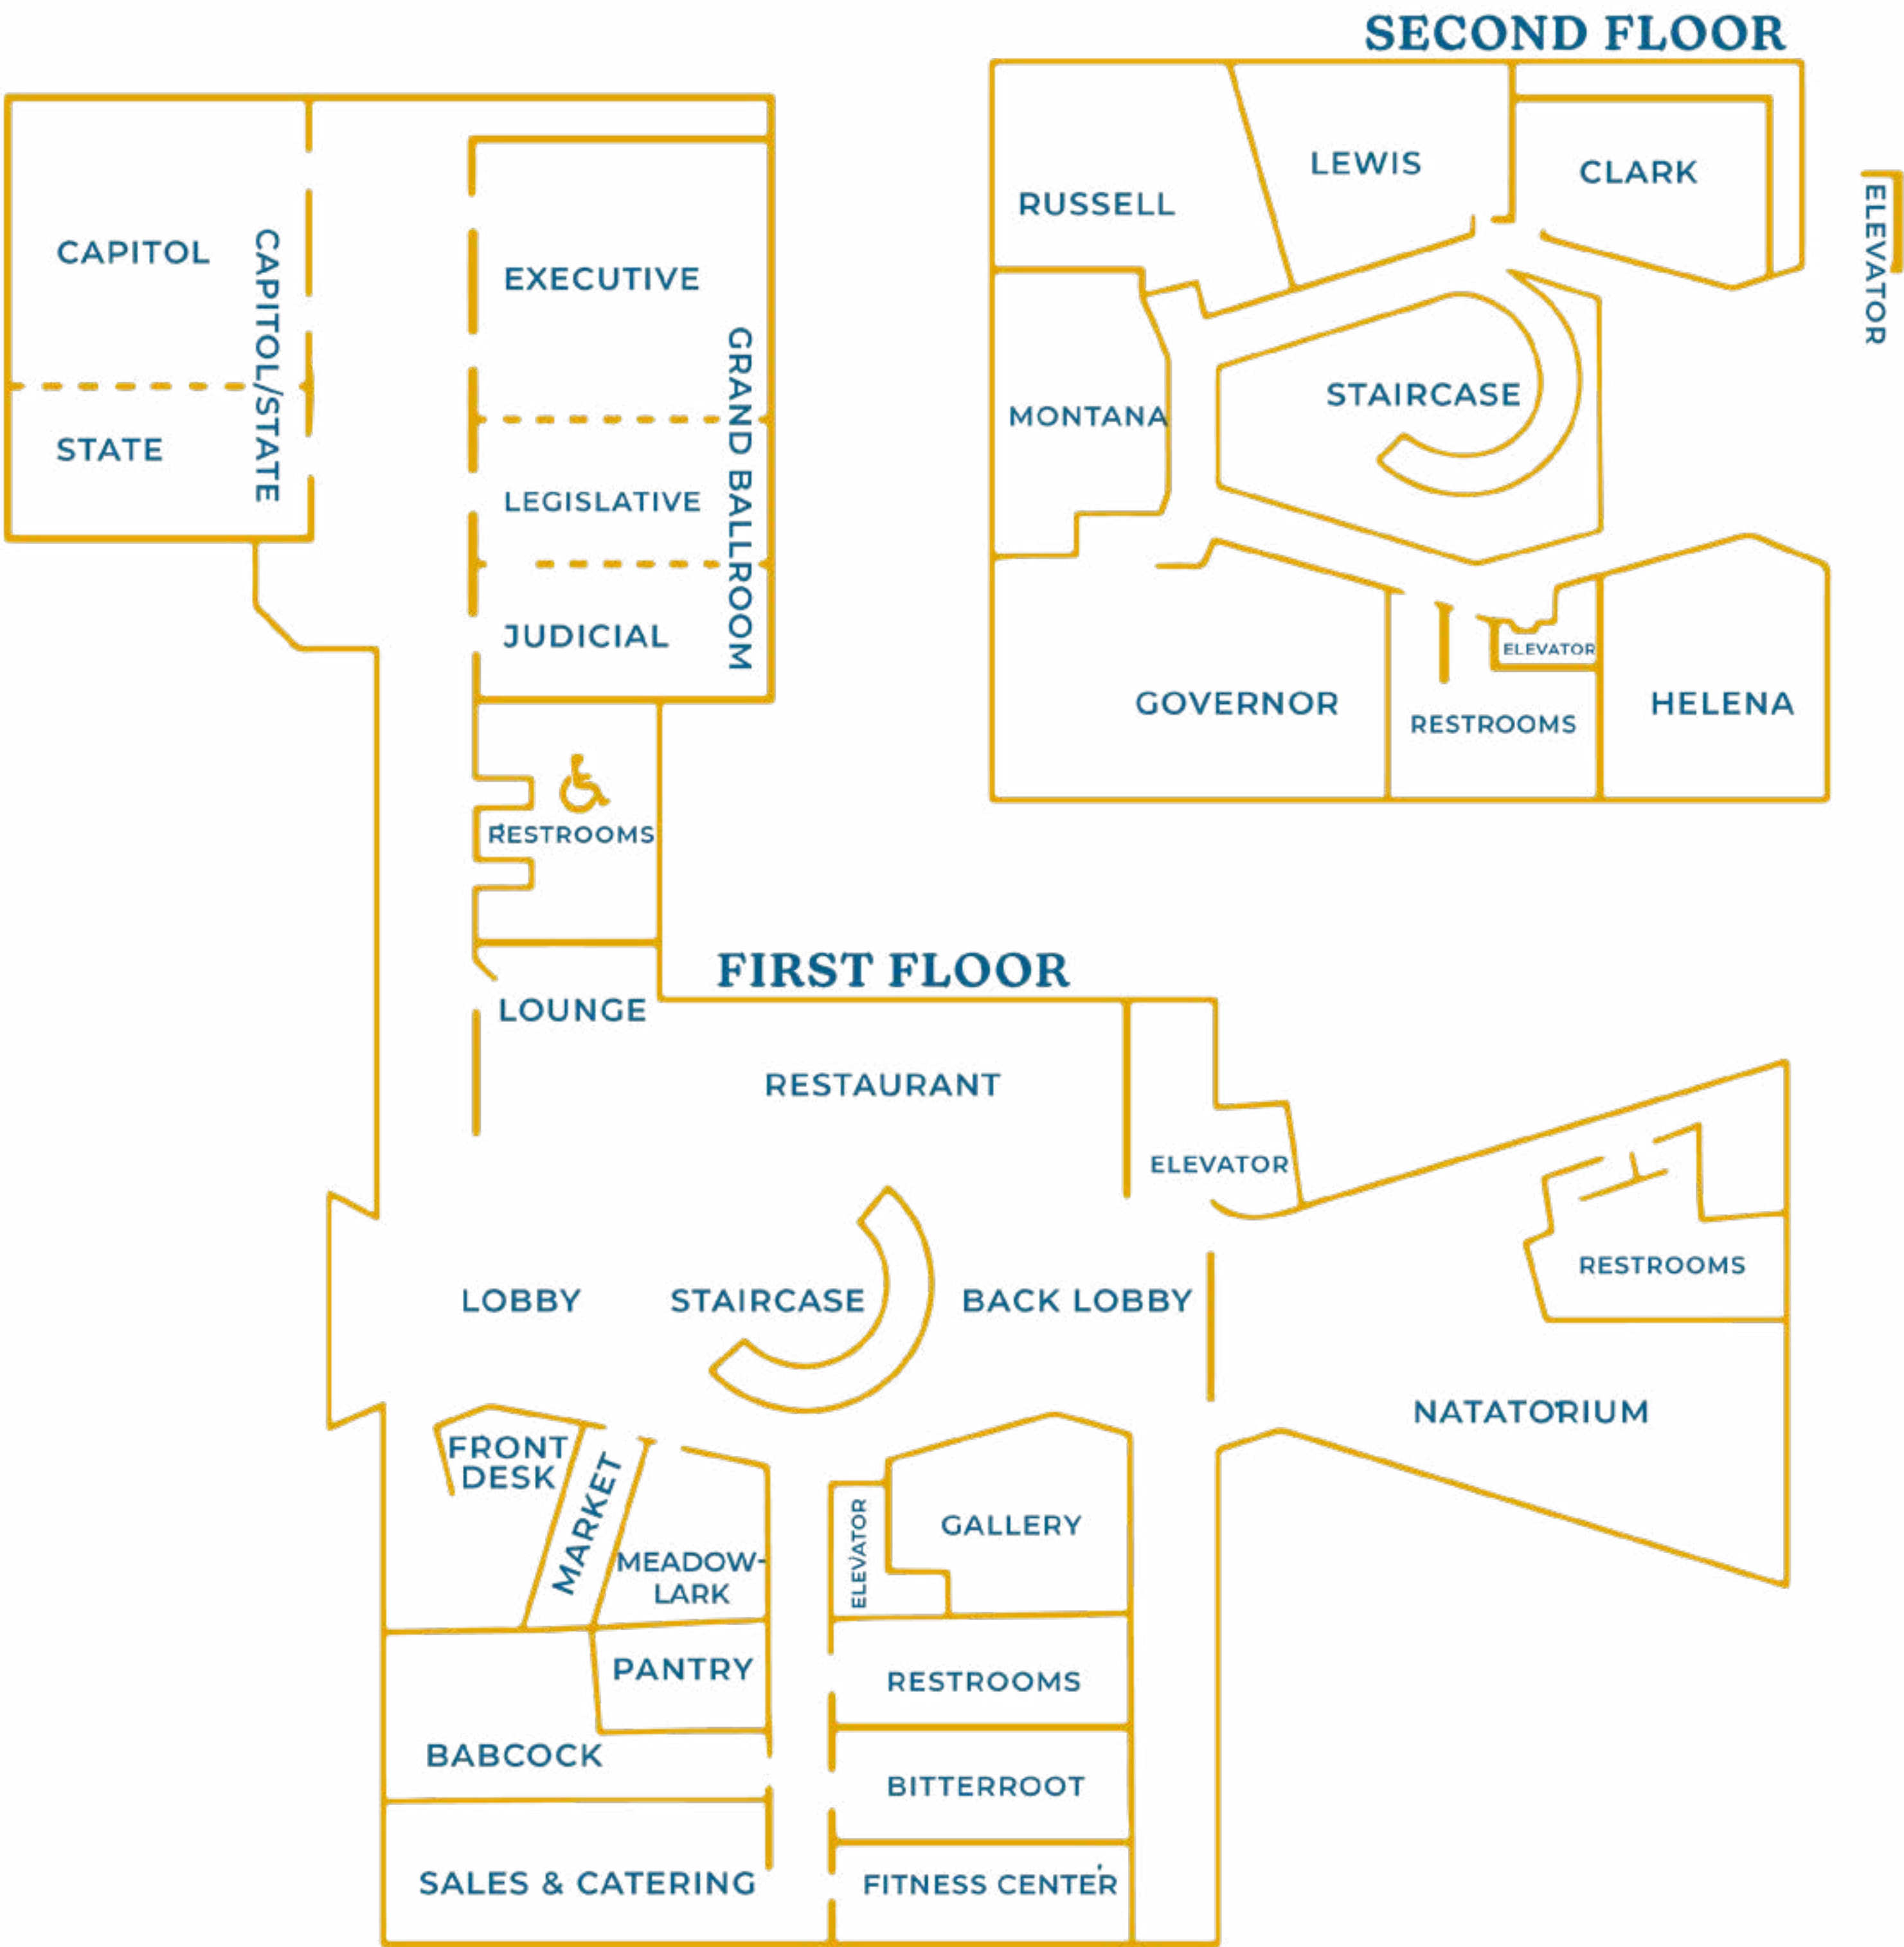 SECOND FLOOR
RUSSELL
LEWIS
CLARK
ELEVATOR
MONTANA
STAIRCASE
GOVERNOR
RESTROOMS
ELEVATOR
HELENA
CAPITOL
STATE
CAPITOL/STATE
EXECUTIVE
LEGISLATIVE
JUDICIAL
GRAND BALLROOM
RESTROOMS
FIRST FLOOR
LOUNGE
RESTAURANT
ELEVATOR
LOBBY
STAIRCASE
BACK LOBBY
RESTROOMS
NATATORIUM
FRONT
DESK
MARKET
MEADOW-
LARK
ELEVATOR
GALLERY
PANTRY
RESTROOMS
BABCOCK
BITTERROOT
SALES & CATERING
FITNESS CENTER